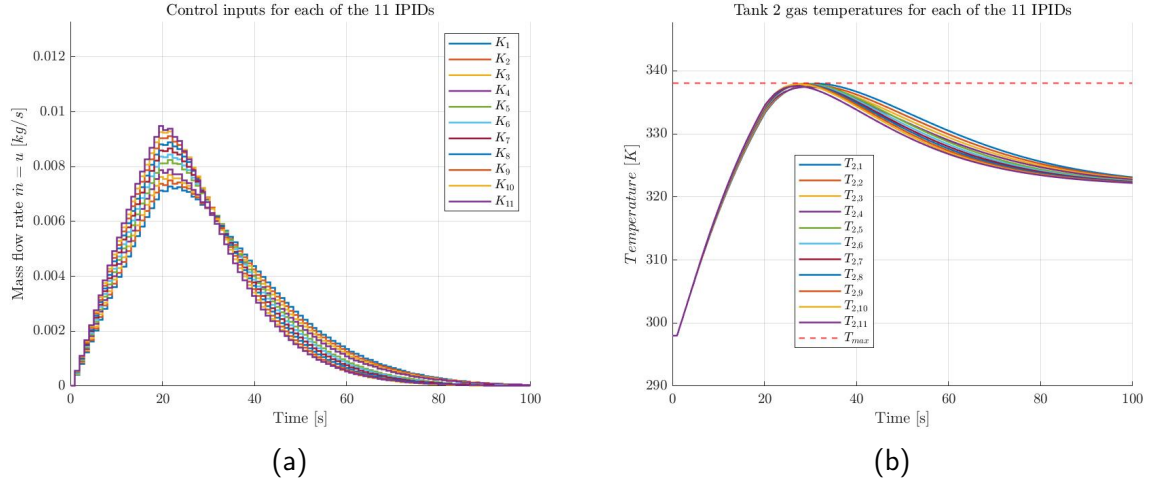 Control inputs for each of the 11 IPIDs
Mass flow rate ṁ = u [kg/s]
0.012
0.01
0.008
0.006
0.004
0.002
0
0 20 40 60 80 100
Time [s]
K1
K2
K3
K4
K5
K6
K7
K8
K9
K10
K11
(a)
Tank 2 gas temperatures for each of the 11 IPIDs
Temperature [K]
340
330
320
310
300
290
0 20 40 60 80 100
Time [s]
T2,1
T2,2
T2,3
T2,4
T2,5
T2,6
T2,7
T2,8
T2,9
T2,10
T2,11
Tmax
(b)